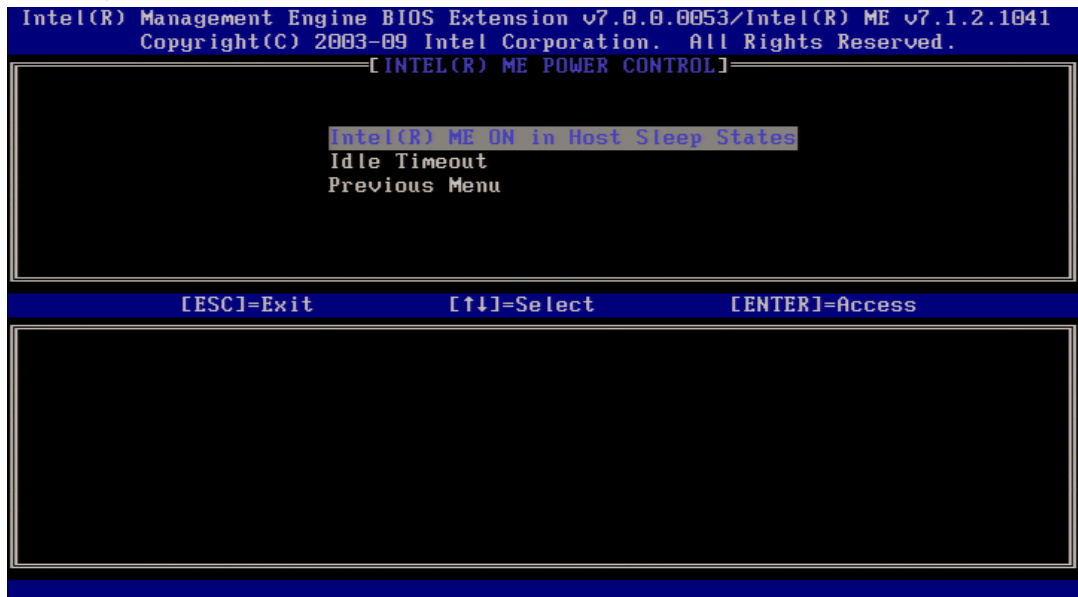 Intel(R) Management Engine BIOS Extension v7.0.0.0053/Intel(R) ME v7.1.2.1041
Copyright(C) 2003-09 Intel Corporation. All Rights Reserved.
[INTEL(R) ME POWER CONTROL]
Intel(R) ME ON in Host Sleep States
Idle Timeout
Previous Menu
[ESC]=Exit [↑↓]=Select [ENTER]=Access